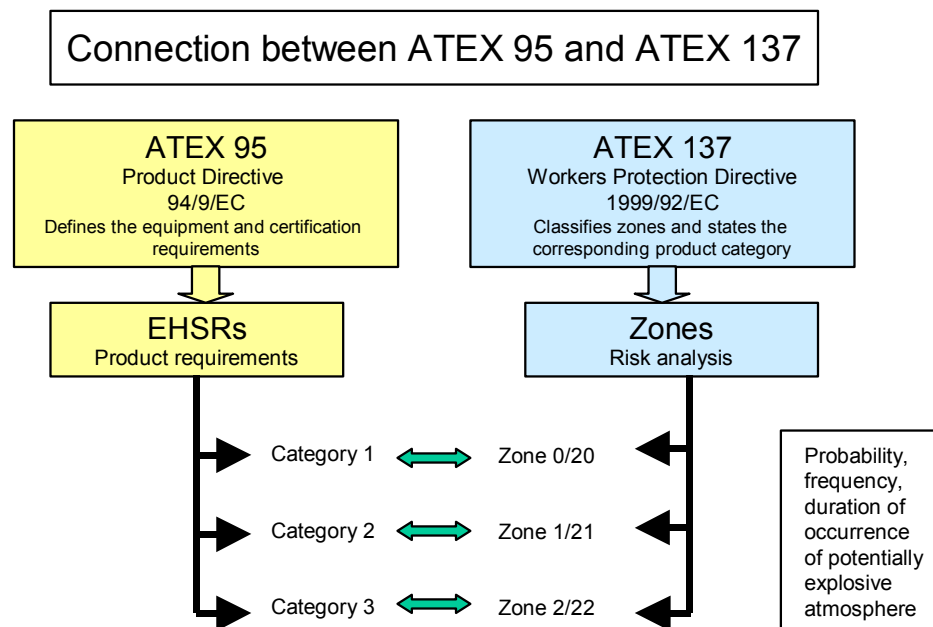 Connection between ATEX 95 and ATEX 137
ATEX 95
Product Directive
94/9/EC
Defines the equipment and certification
requirements
ATEX 137
Workers Protection Directive
1999/92/EC
Classifies zones and states the
corresponding product category
EHSRs
Product requirements
Zones
Risk analysis
Category 1
Zone 0/20
Category 2
Zone 1/21
Category 3
Zone 2/22
Probability,
frequency,
duration of
occurrence
of potentially
explosive
atmosphere